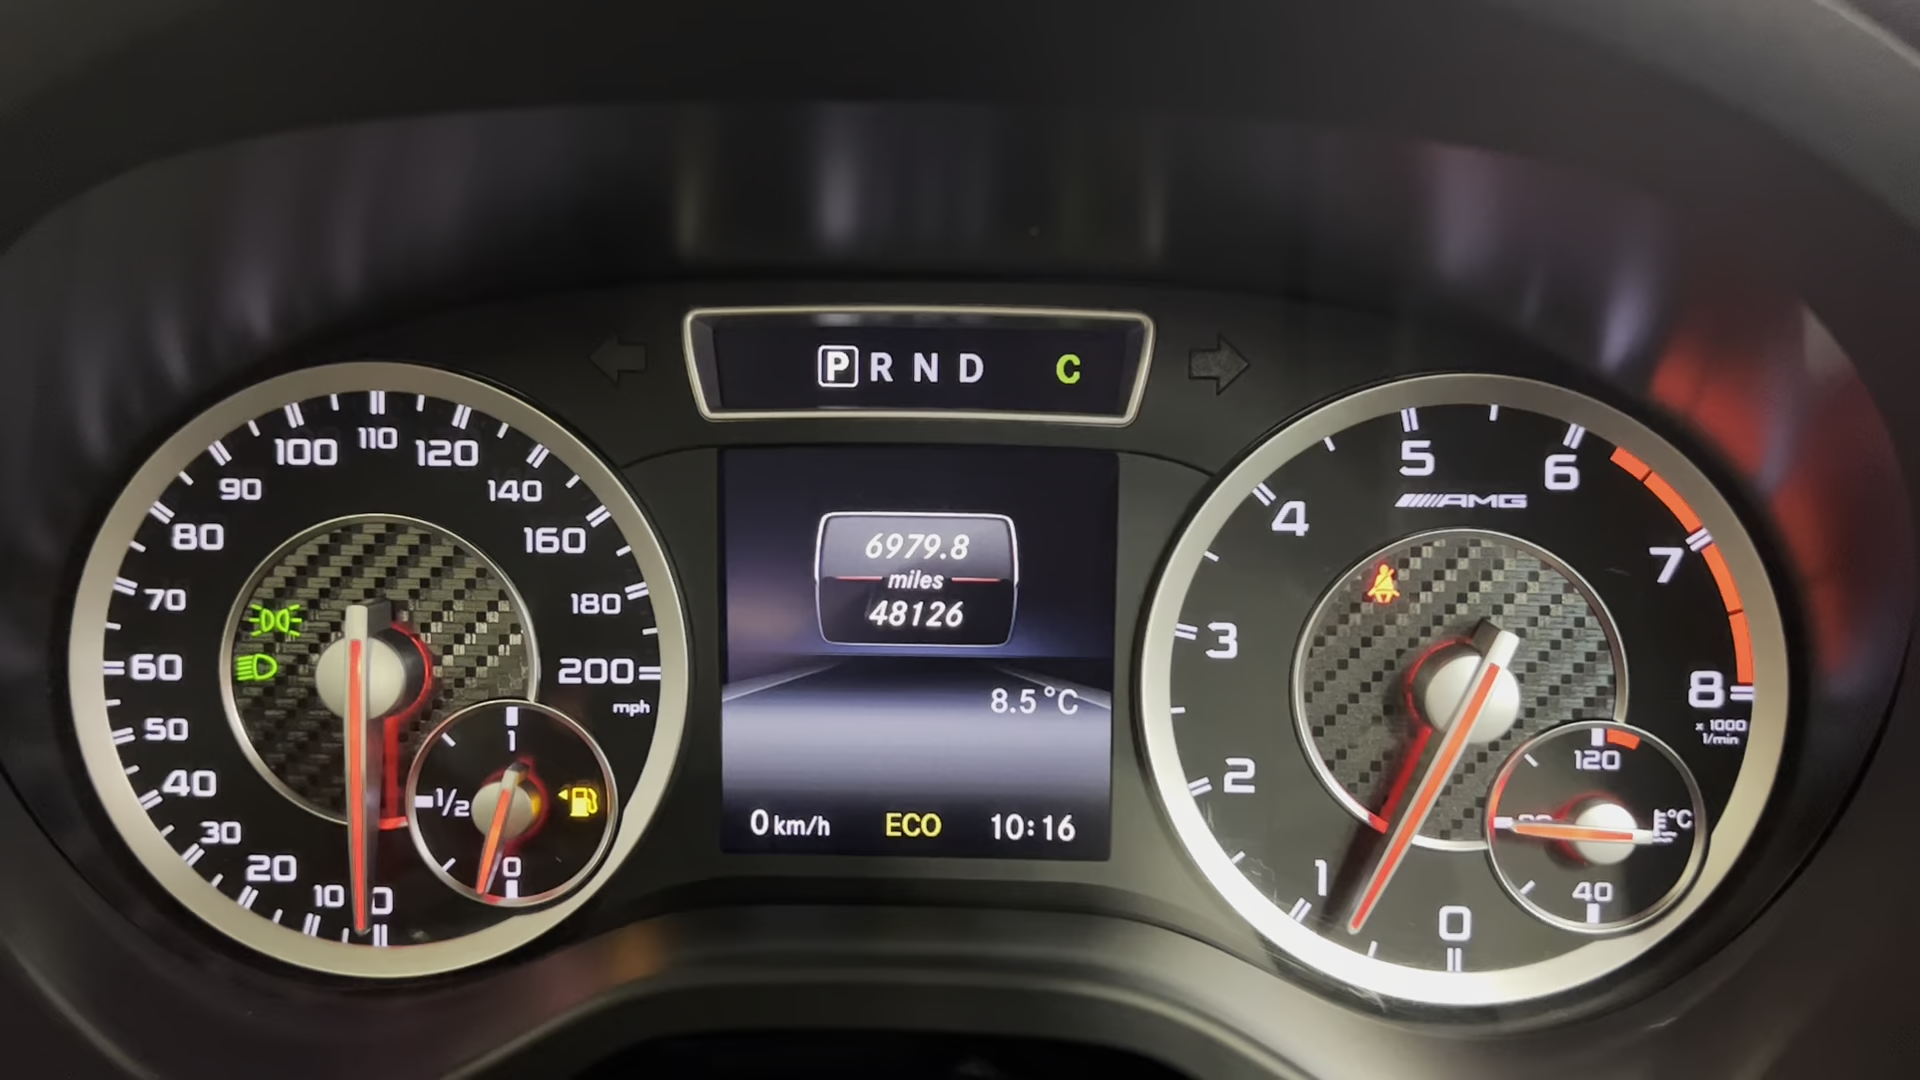 P R N D C
110
100 120
90 140
80 160
70 180
60 200
mph
50
40
30
20
10 0
1
1/2
0
6979.8
miles
48126
8.5 °C
0 km/h ECO 10:16
AMG
5 6
4 7
3 8
x 1000
1/min
2
1 0
120
°C
40